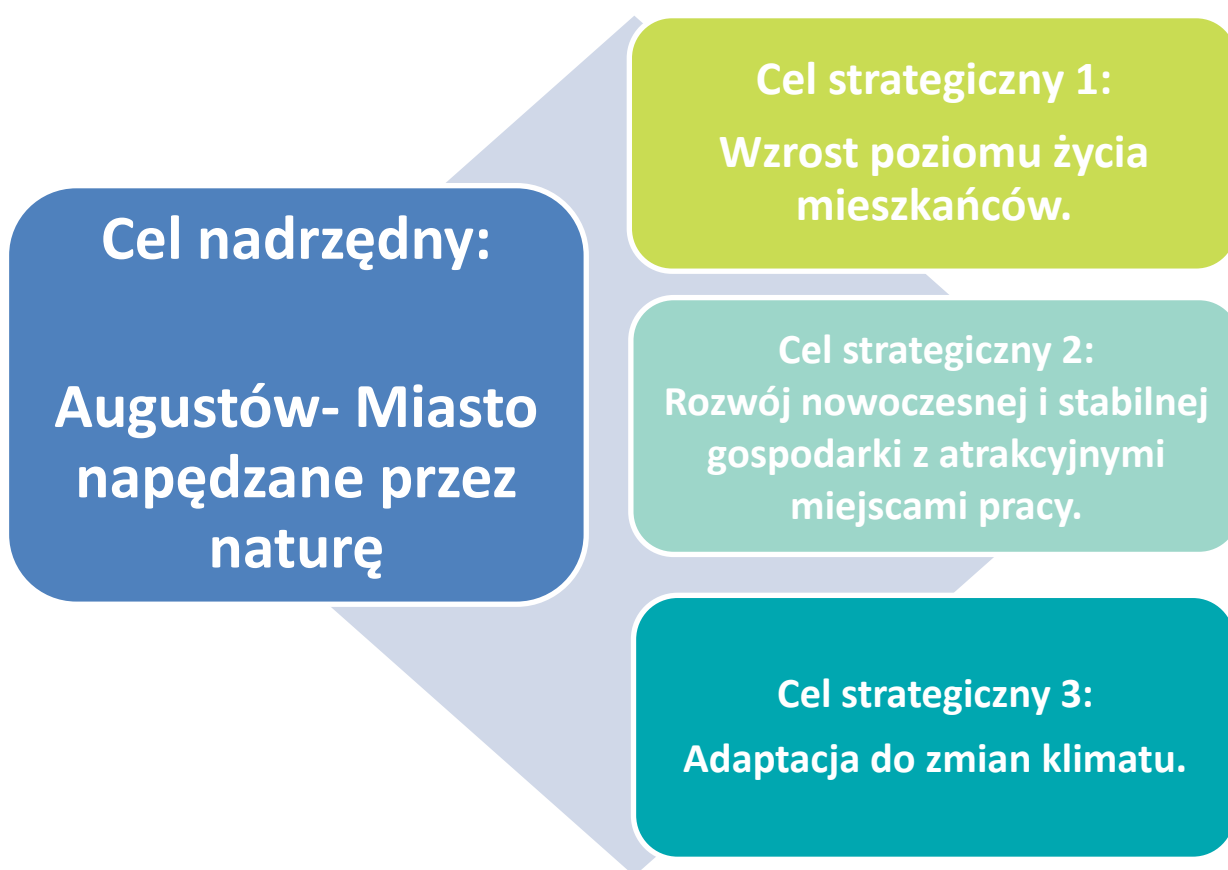 Cel nadrzędny:
Augustów- Miasto
napędzane przez
naturę
Cel strategiczny 1:
Wzrost poziomu życia
mieszkańców.
Cel strategiczny 2:
Rozwój nowoczesnej i stabilnej
gospodarki z atrakcyjnymi
miejscami pracy.
Cel strategiczny 3:
Adaptacja do zmian klimatu.